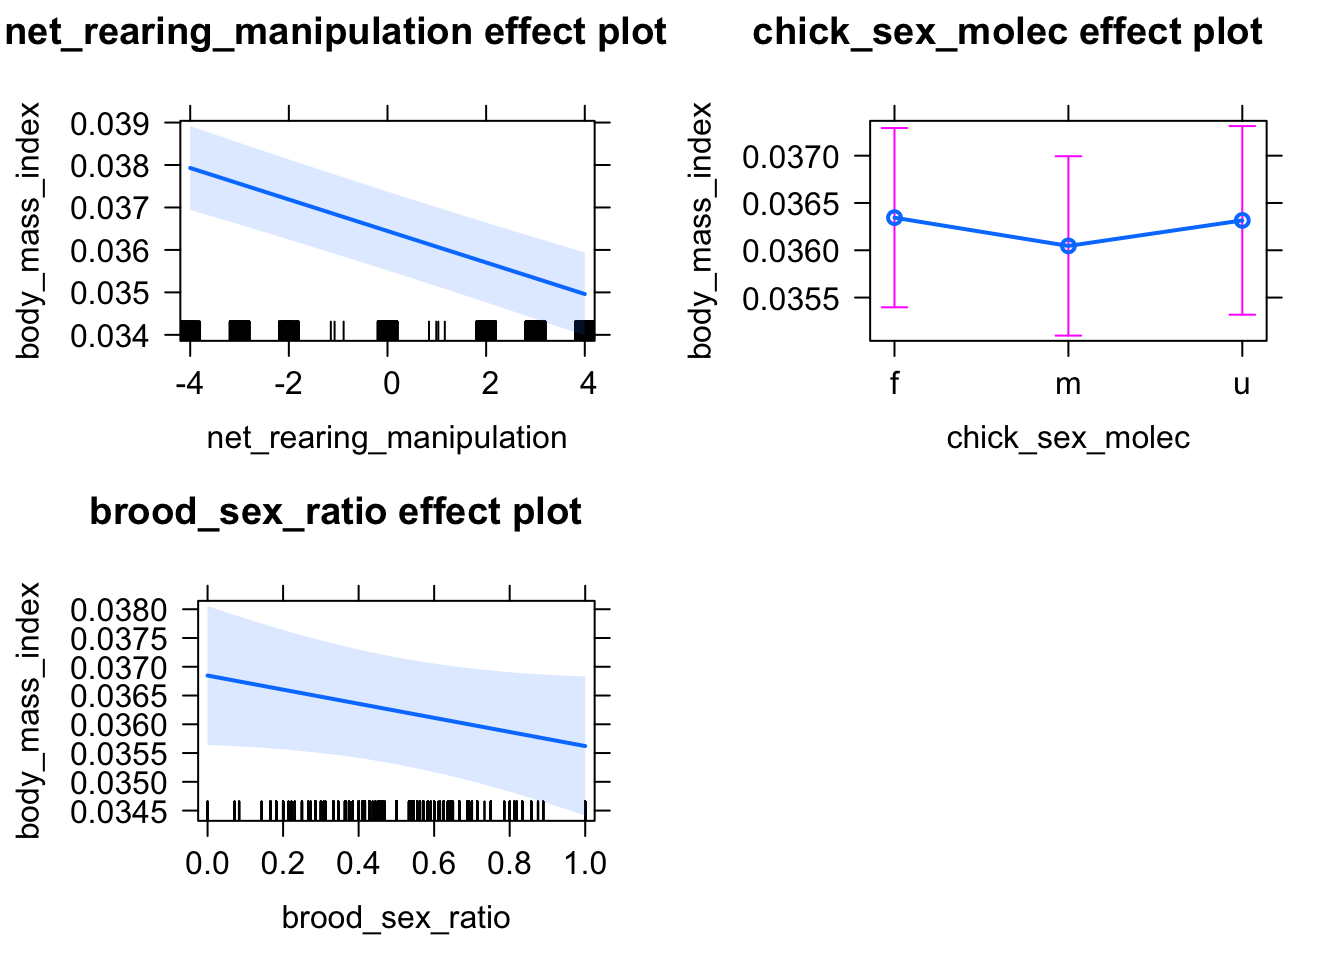 net_rearing_manipulation effect plot
body_mass_index
0.039
0.038
0.037
0.036
0.035
0.034
-4 -2 0 2 4
net_rearing_manipulation
chick_sex_molec effect plot
body_mass_index
0.0370
0.0365
0.0360
0.0355
f m u
chick_sex_molec
brood_sex_ratio effect plot
body_mass_index
0.0380
0.0375
0.0370
0.0365
0.0360
0.0355
0.0350
0.0345
0.0 0.2 0.4 0.6 0.8 1.0
brood_sex_ratio